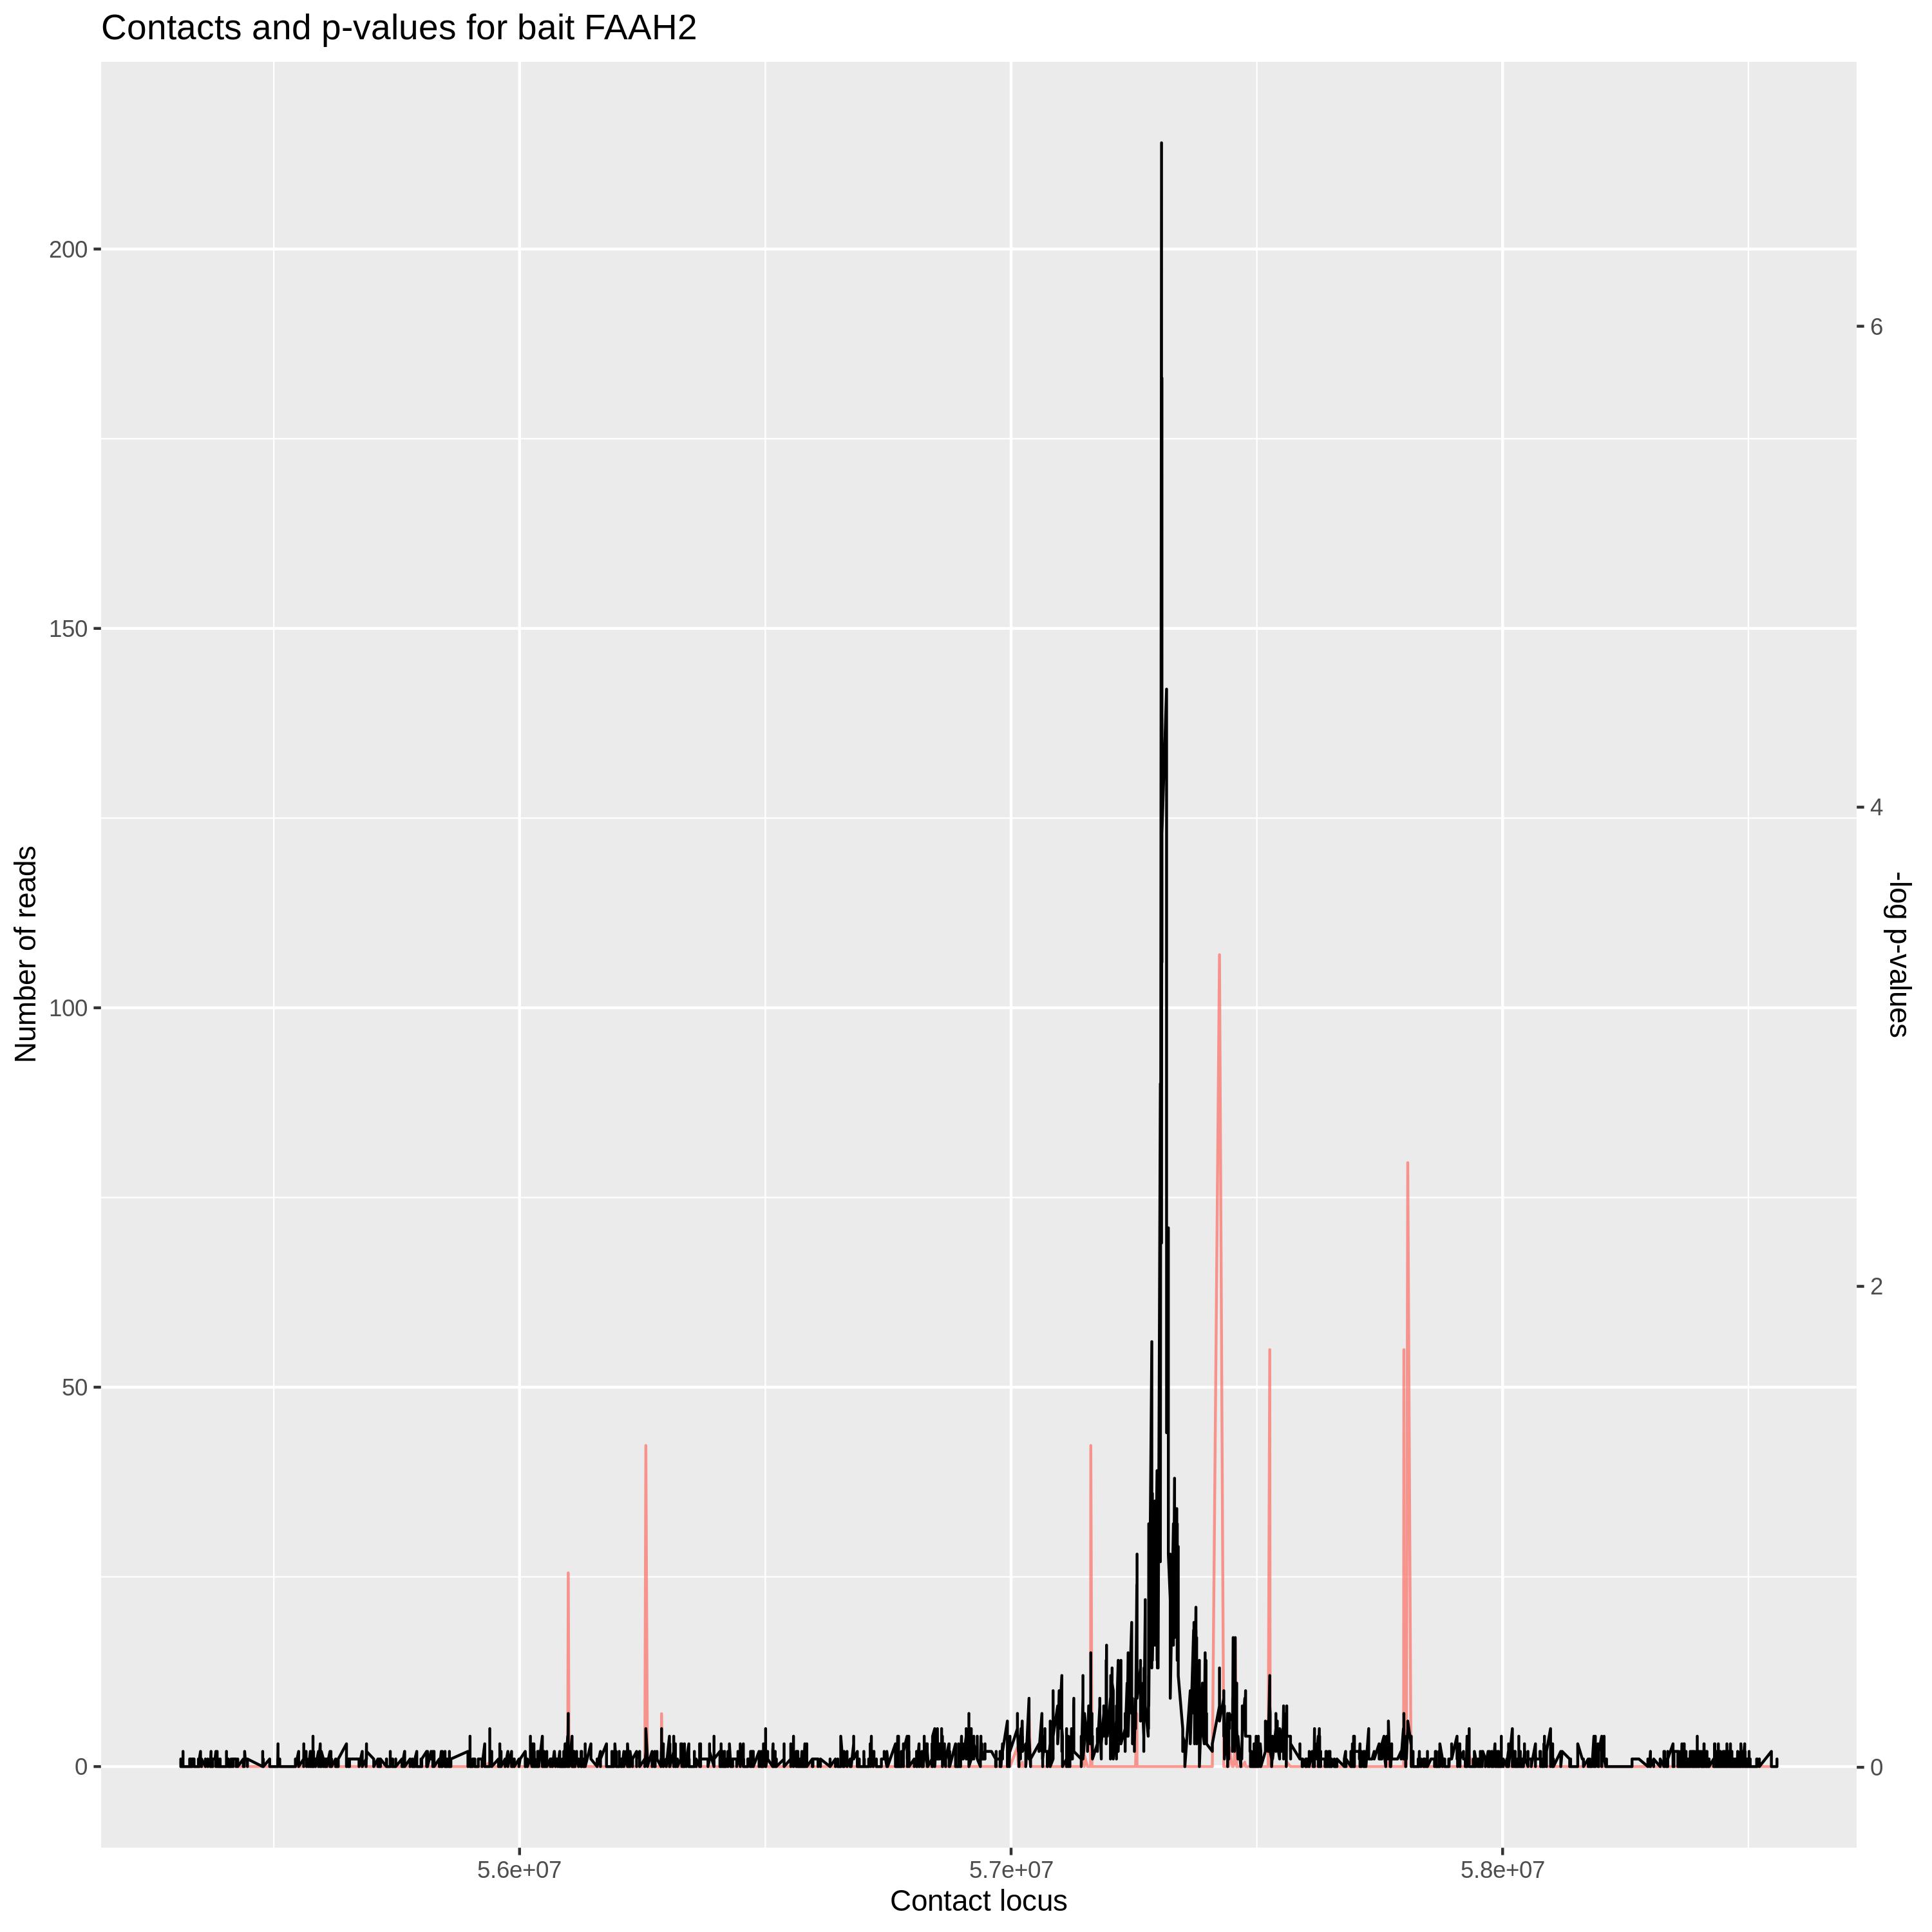 Contacts and p-values for bait FAAH2
Number of reads
200
150
100
50
0
6
4
2
0
-log p-values
5.6e+07
5.7e+07
5.8e+07
Contact locus